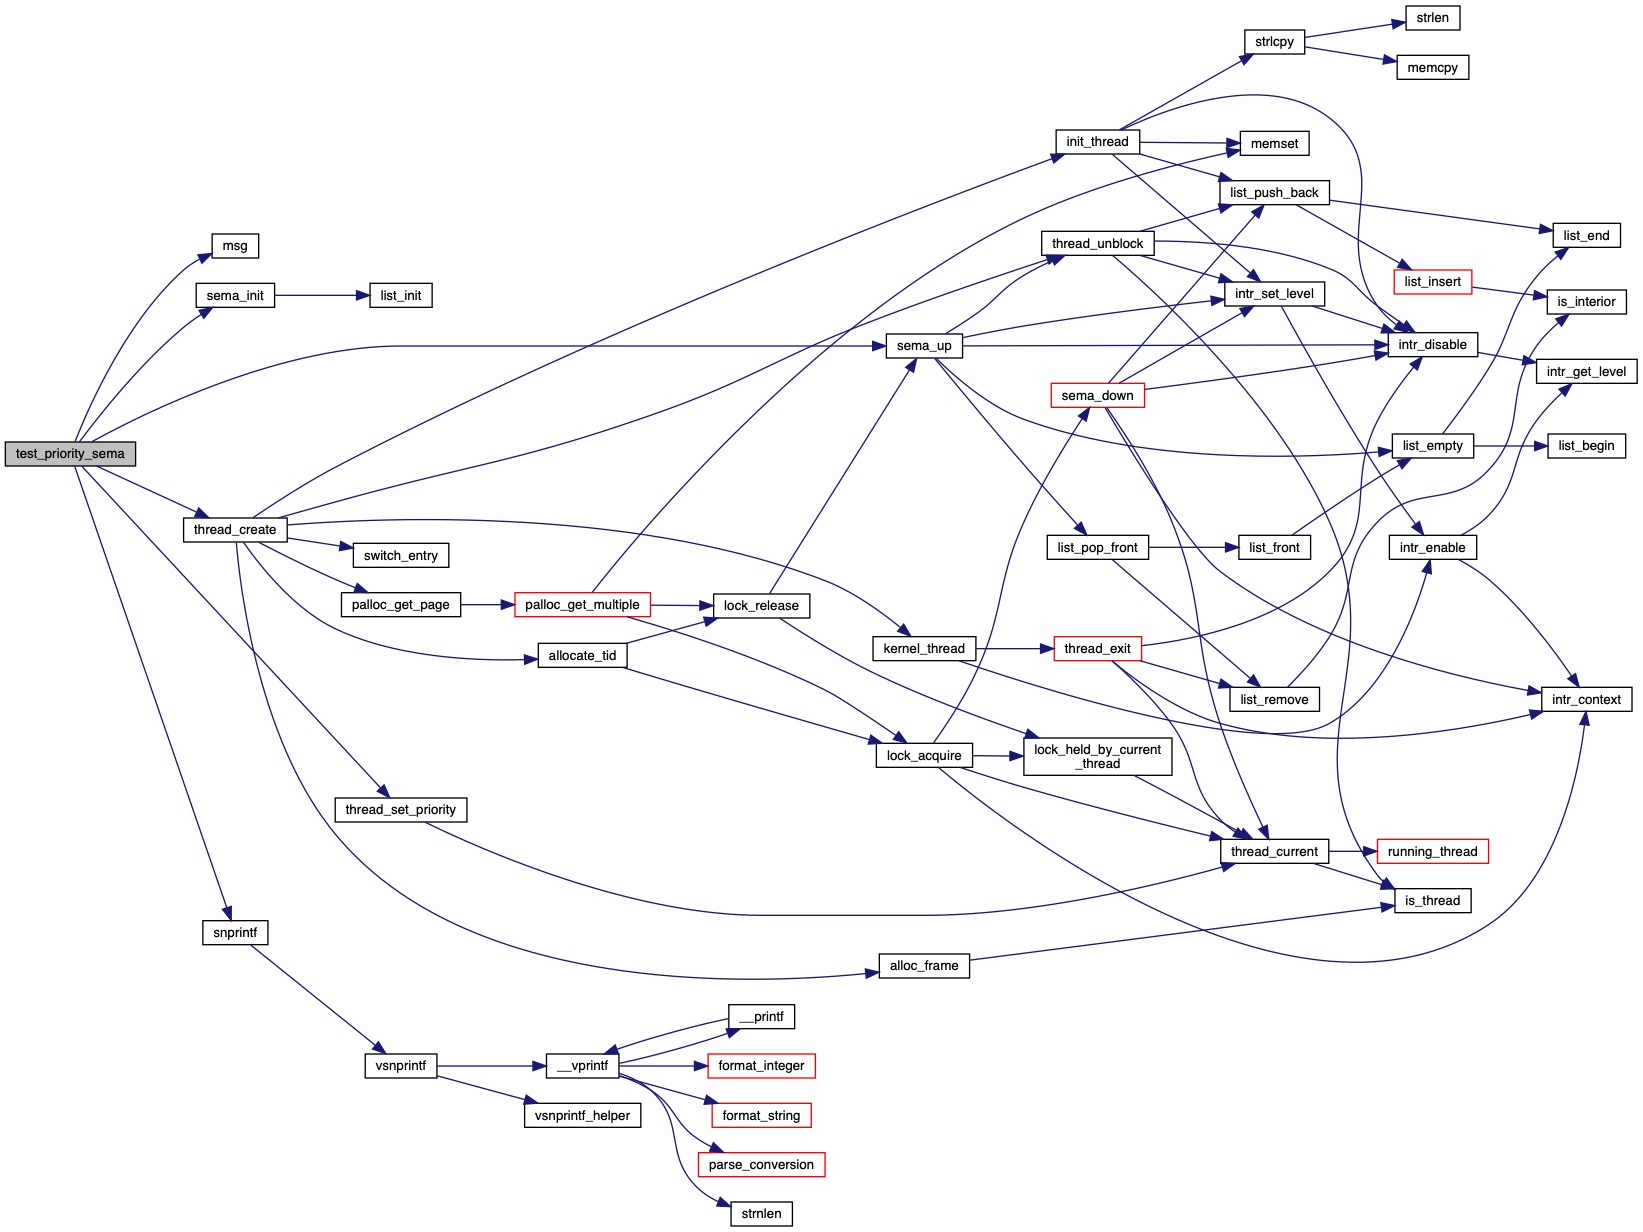 strlen
strlcpy
memcpy
init_thread
memset
list_push_back
list_end
msg
thread_unblock
list_insert
sema_init
list_init
intr_set_level
is_interior
sema_up
intr_disable
intr_get_level
sema_down
list_empty
list_begin
test_priority_sema
thread_create
switch_entry
list_pop_front
list_front
intr_enable
palloc_get_page
palloc_get_multiple
lock_release
allocate_tid
kernel_thread
thread_exit
list_remove
intr_context
lock_acquire
lock_held_by_current
_thread
thread_set_priority
thread_current
running_thread
is_thread
snprintf
alloc_frame
__printf
vsnprintf
__vprintf
format_integer
vsnprintf_helper
format_string
parse_conversion
strnlen